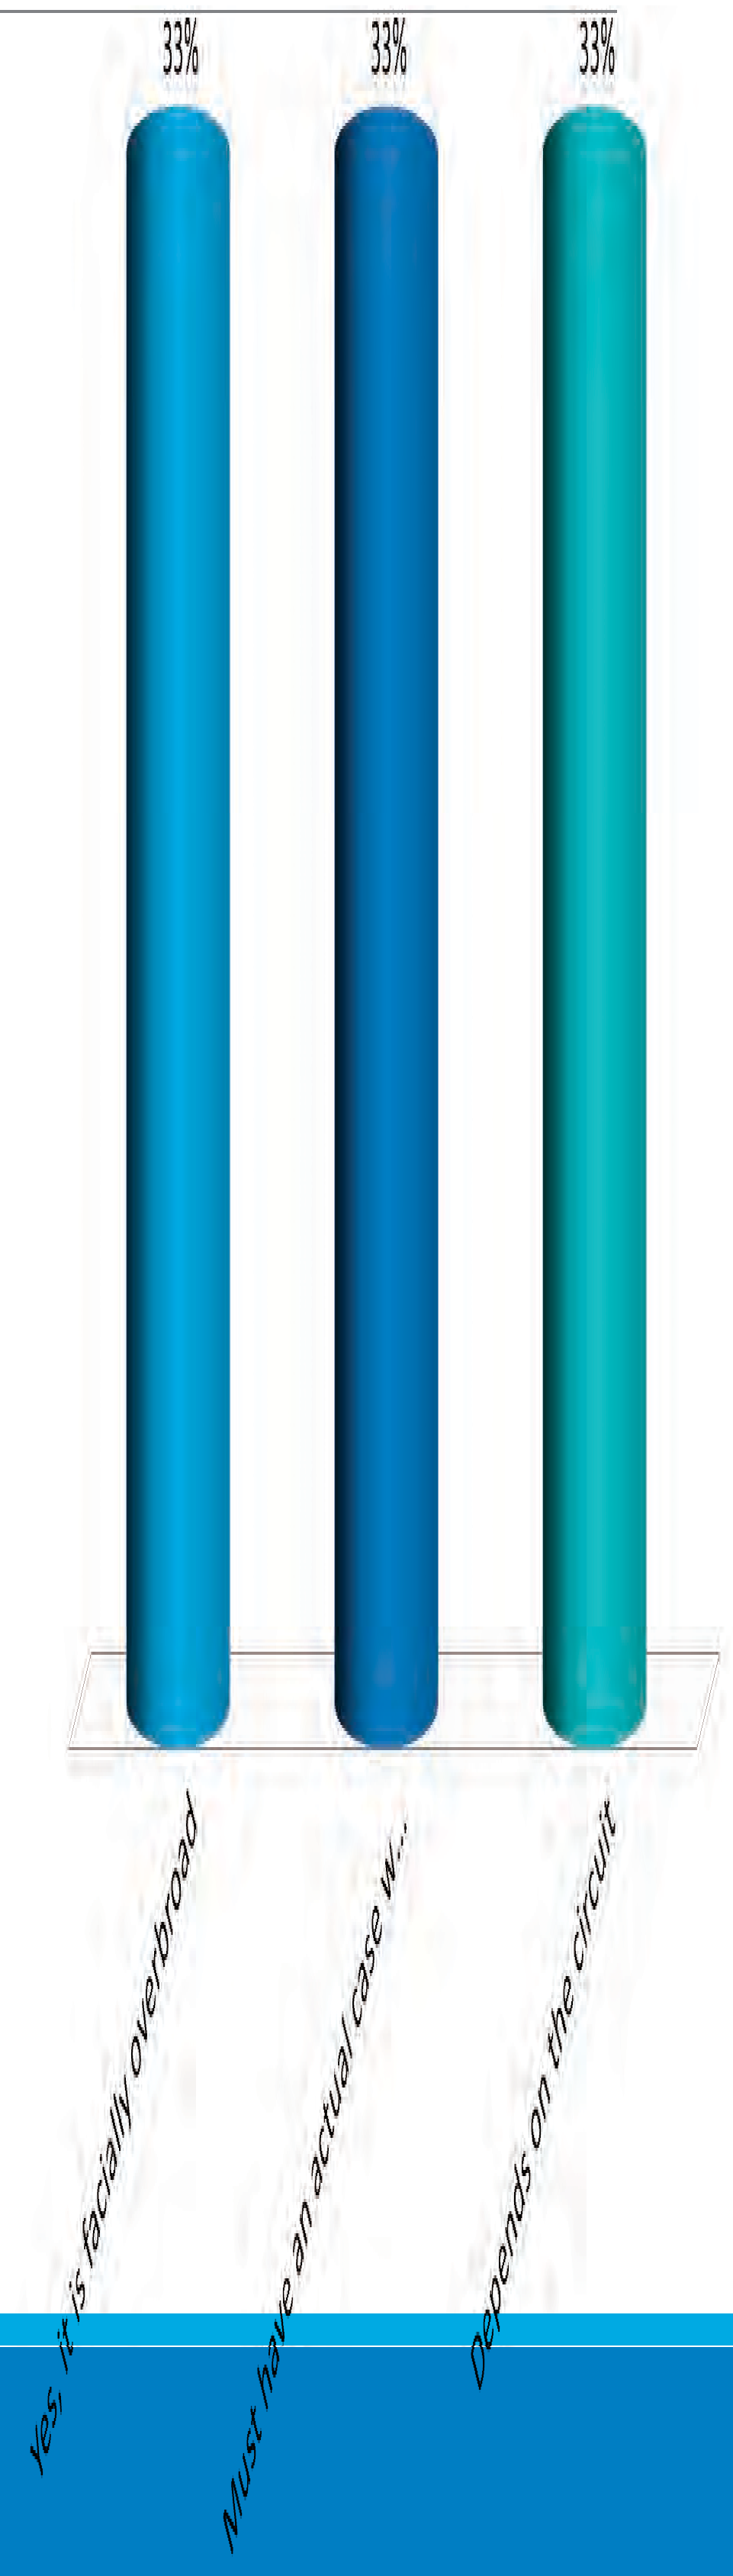 33% 33% 33%
Yes, it is facially overbroad
Must have an actual case w...
Depends on the circuit